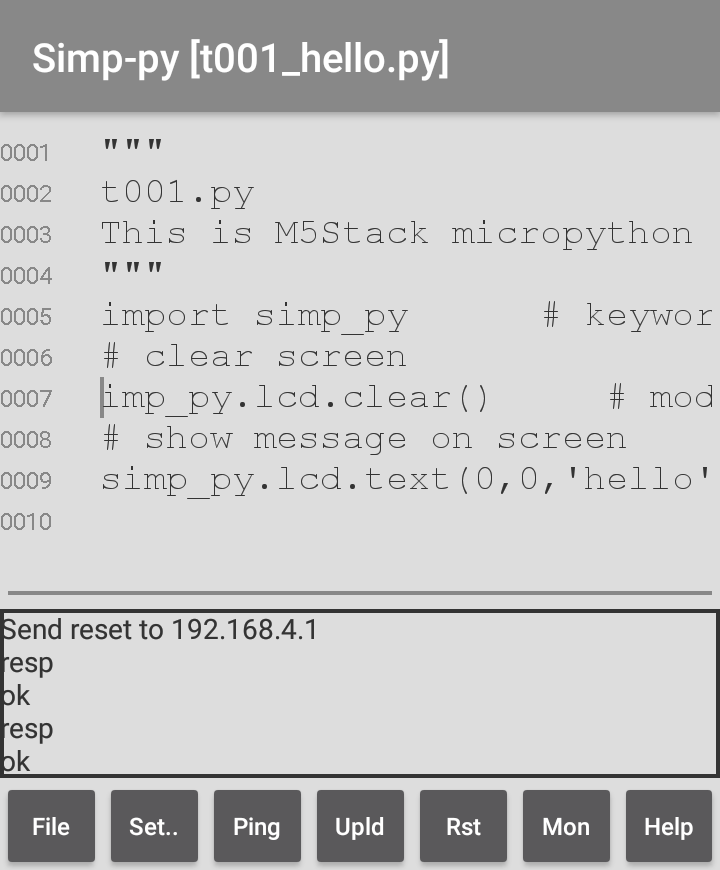 Simp-py [t001_hello.py]
0001 """
0002 t001.py
0003 This is M5Stack micropython
0004 """
0005 import simp_py # keywor
0006 # clear screen
0007 imp_py.lcd.clear() # mod
0008 # show message on screen
0009 simp_py.lcd.text(0,0,'hello'
0010
Send reset to 192.168.4.1
resp
ok
resp
ok
File Set.. Ping Upld Rst Mon Help